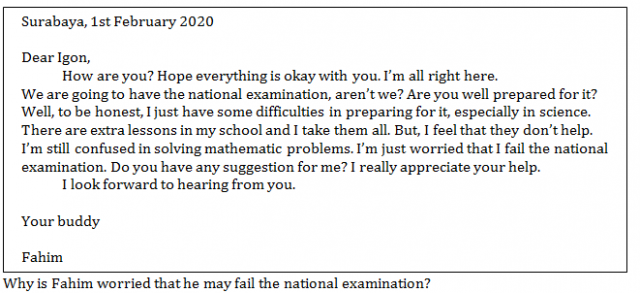 Surabaya, 1st February 2020
Dear Igon,
How are you? Hope everything is okay with you. I'm all right here.
We are going to have the national examination, aren't we? Are you well prepared for it?
Well, to be honest, I just have some difficulties in preparing for it, especially in science.
There are extra lessons in my school and I take them all. But, I feel that they don't help.
I'm still confused in solving mathematic problems. I'm just worried that I fail the national
examination. Do you have any suggestion for me? I really appreciate your help.
I look forward to hearing from you.
Your buddy
Fahim
Why is Fahim worried that he may fail the national examination?